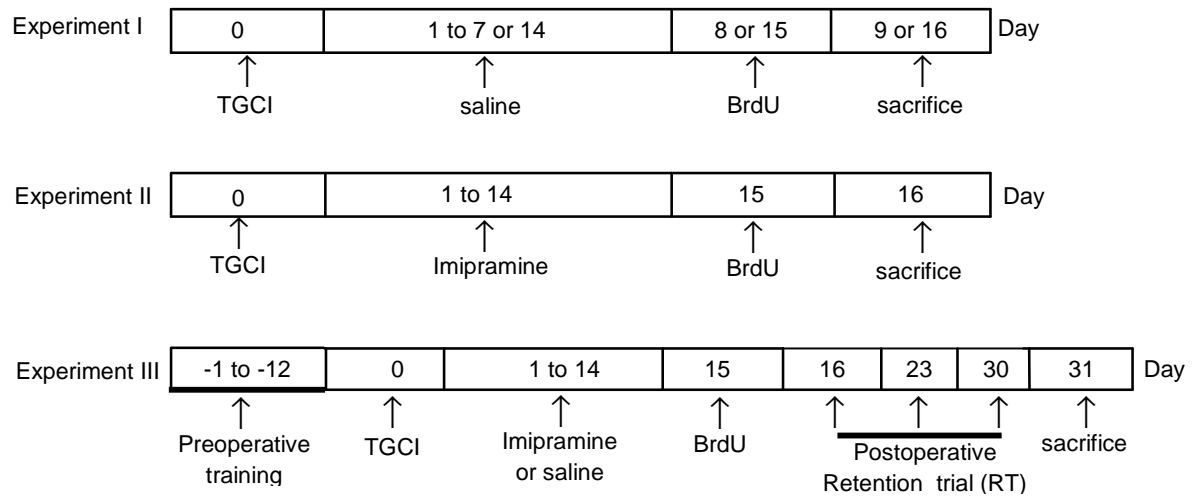 Experiment I 0 1 to 7 or 14 8 or 15 9 or 16 Day
TGCI saline BrdU sacrifice
Experiment II 0 1 to 14 15 16 Day
TGCI Imipramine BrdU sacrifice
Experiment III -1 to -12 0 1 to 14 15 16 23 30 31 Day
Preoperative TGCI Imipramine BrdU Postoperative sacrifice
training or saline Retention trial (RT)